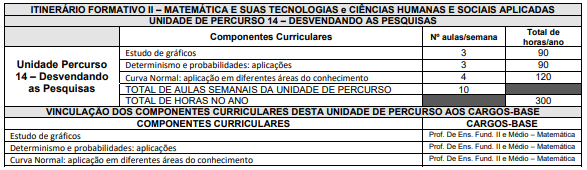 ITINERÁRIO FORMATIVO II – MATEMÁTICA E SUAS TECNOLOGIAS e CIÊNCIAS HUMANAS E SOCIAIS APLICADAS
UNIDADE DE PERCURSO 14 – DESVENDANDO AS PESQUISAS
Unidade Percurso 14 – Desvendando as Pesquisas
Componentes Curriculares Nº aulas/semana Total de horas/ano
Estudo de gráficos 3 90
Determinismo e probabilidades: aplicações 3 90
Curva Normal: aplicação em diferentes áreas do conhecimento 4 120
TOTAL DE AULAS SEMANAIS DA UNIDADE DE PERCURSO 10
TOTAL DE HORAS NO ANO 300
VINCULAÇÃO DOS COMPONENTES CURRICULARES DESTA UNIDADE DE PERCURSO AOS CARGOS-BASE
COMPONENTES CURRICULARES CARGOS-BASE
Estudo de gráficos Prof. De Ens. Fund. II e Médio – Matemática
Determinismo e probabilidades: aplicações Prof. De Ens. Fund. II e Médio – Matemática
Curva Normal: aplicação em diferentes áreas do conhecimento Prof. De Ens. Fund. II e Médio – Matemática